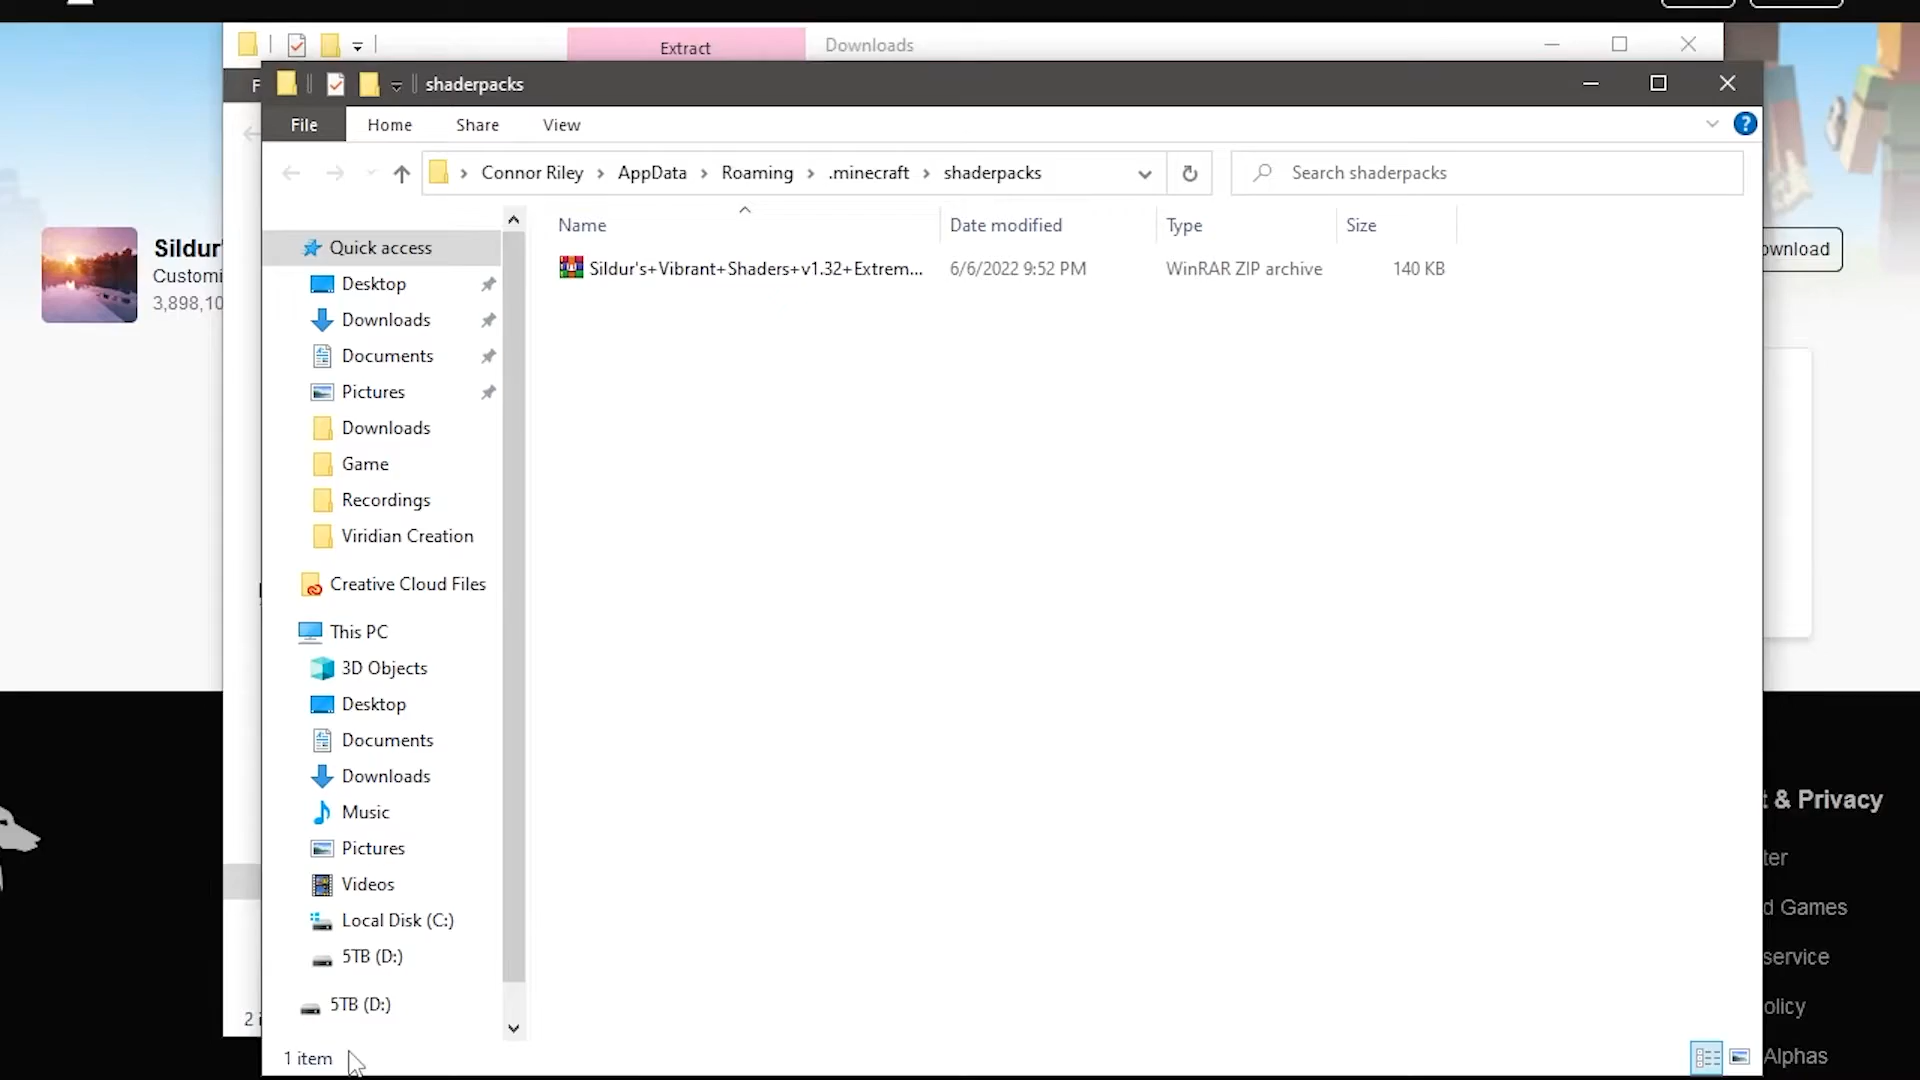 Extract
Downloads
F
shaderpacks
File
Home
Share
View
Connor Riley
AppData
Roaming
.minecraft
shaderpacks
Search shaderpacks
Name
Date modified
Type
Size
Sildur's+Vibrant+Shaders+v1.32+Extrem...
6/6/2022 9:52 PM
WinRAR ZIP archive
140 KB
Quick access
Desktop
Downloads
Documents
Pictures
Downloads
Game
Recordings
Viridian Creation
Creative Cloud Files
This PC
3D Objects
Desktop
Documents
Downloads
Music
Pictures
Videos
Local Disk (C:)
5TB (D:)
5TB (D:)
1 item
2 i
Sildur'
Customi
3,898,10
ownload
t & Privacy
ter
d Games
service
olicy
Alphas